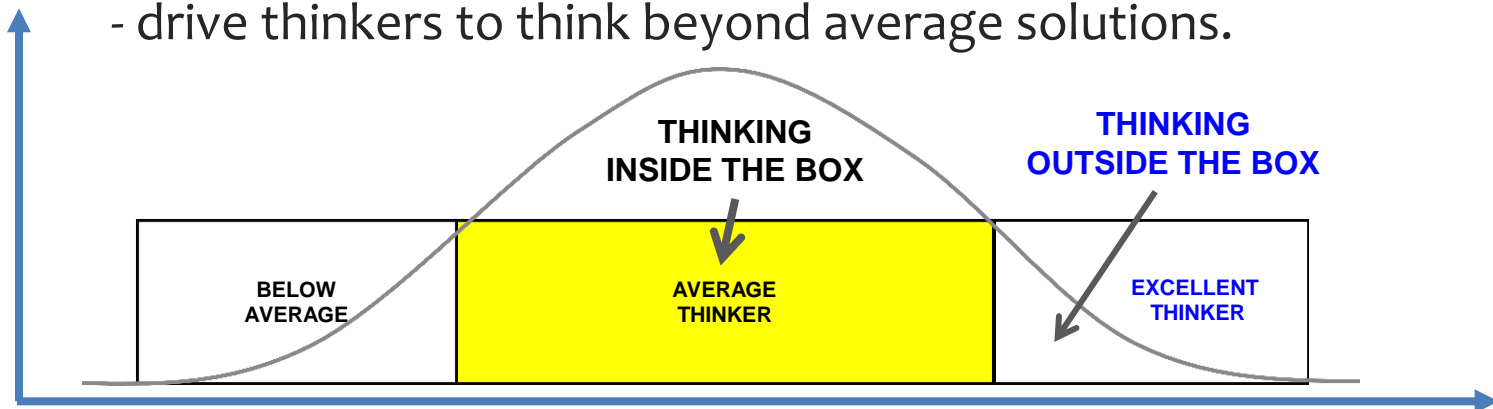 - drive thinkers to think beyond average solutions.
THINKING
INSIDE THE BOX
THINKING
OUTSIDE THE BOX
BELOW
AVERAGE
AVERAGE
THINKER
EXCELLENT
THINKER